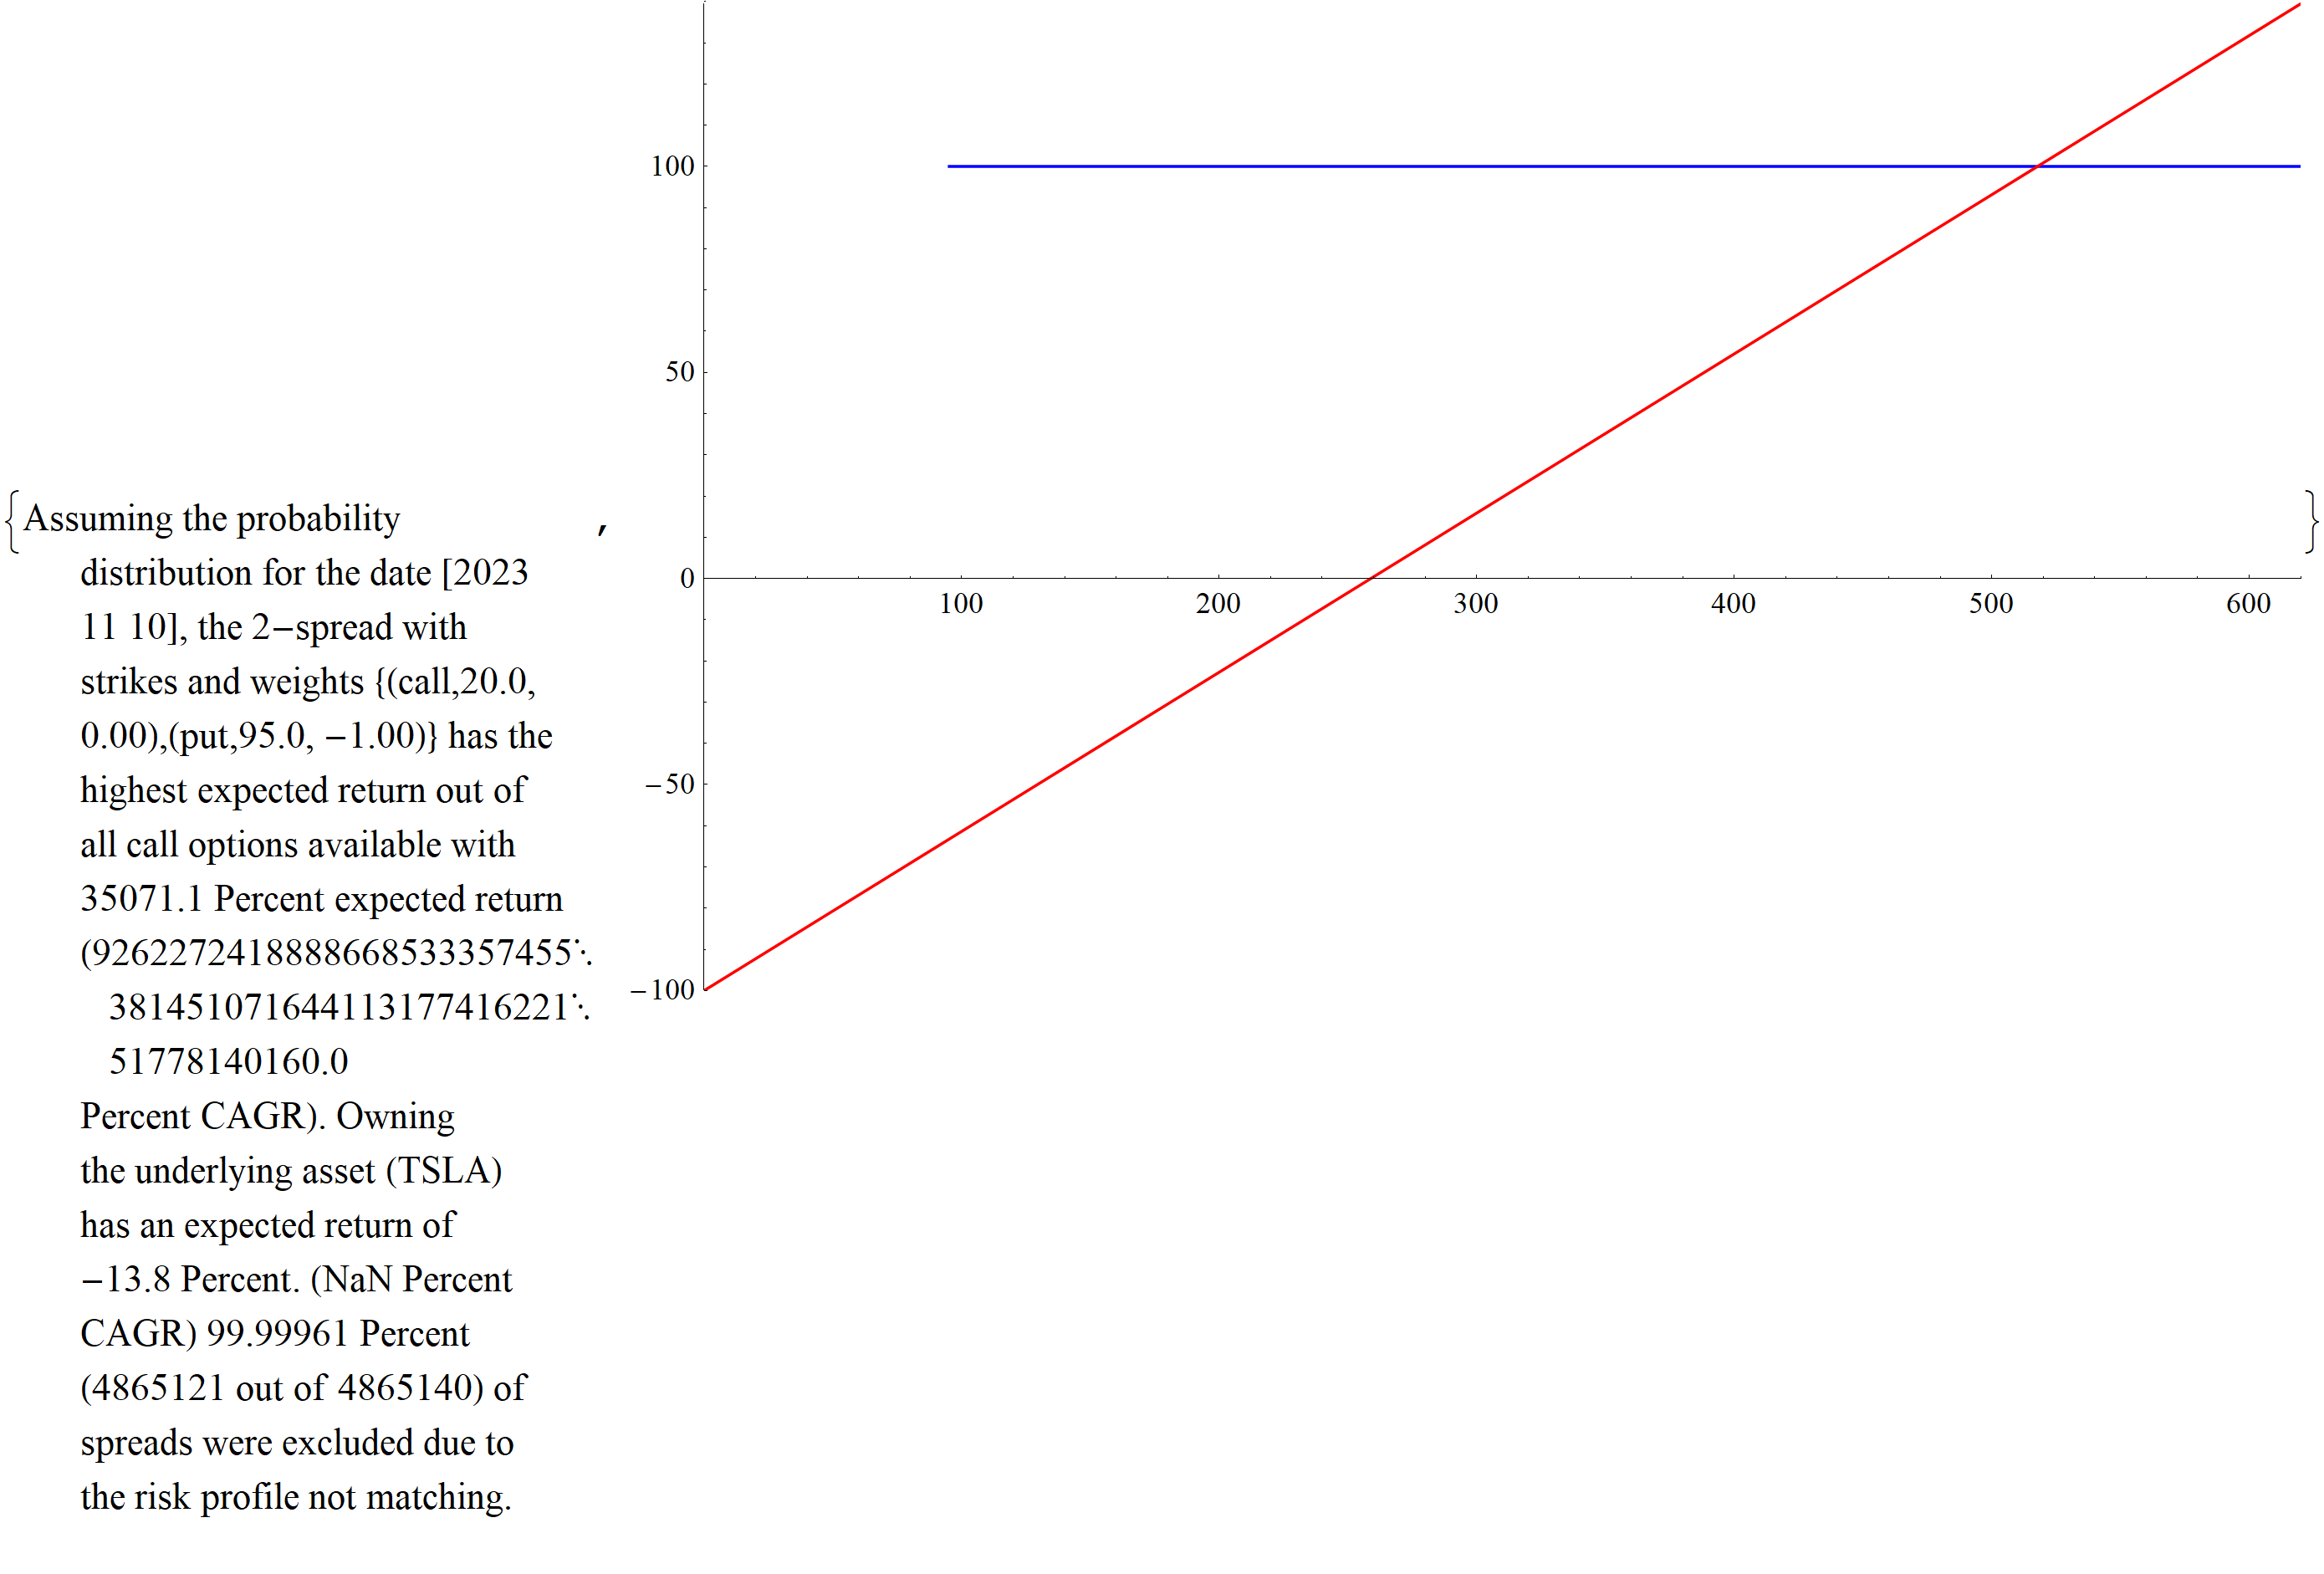 {Assuming the probability ,
distribution for the date [2023
11 10], the 2−spread with
strikes and weights {(call,20.0,
0.00),(put,95.0, −1.00)} has the
highest expected return out of
all call options available with
35071.1 Percent expected return
(926227241888868533357455⋱
381451071644113177416221⋱
51778140160.0
Percent CAGR). Owning
the underlying asset (TSLA)
has an expected return of
−13.8 Percent. (NaN Percent
CAGR) 99.99961 Percent
(4865121 out of 4865140) of
spreads were excluded due to
the risk profile not matching.
100
50
0
−50
−100
100 200 300 400 500 600
}